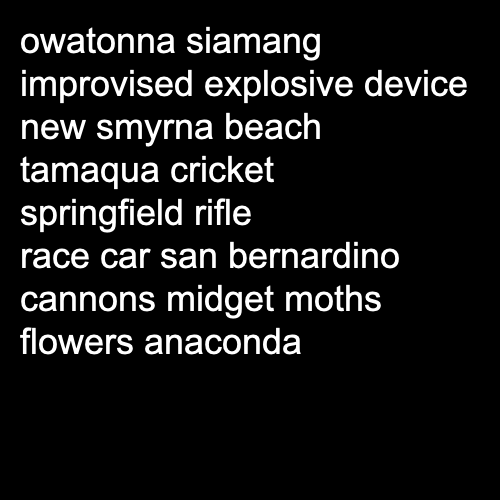 owatonna siamang
improvised explosive device
new smyrna beach
tamaqua cricket
springfield rifle
race car san bernardino
cannons midget moths
flowers anaconda